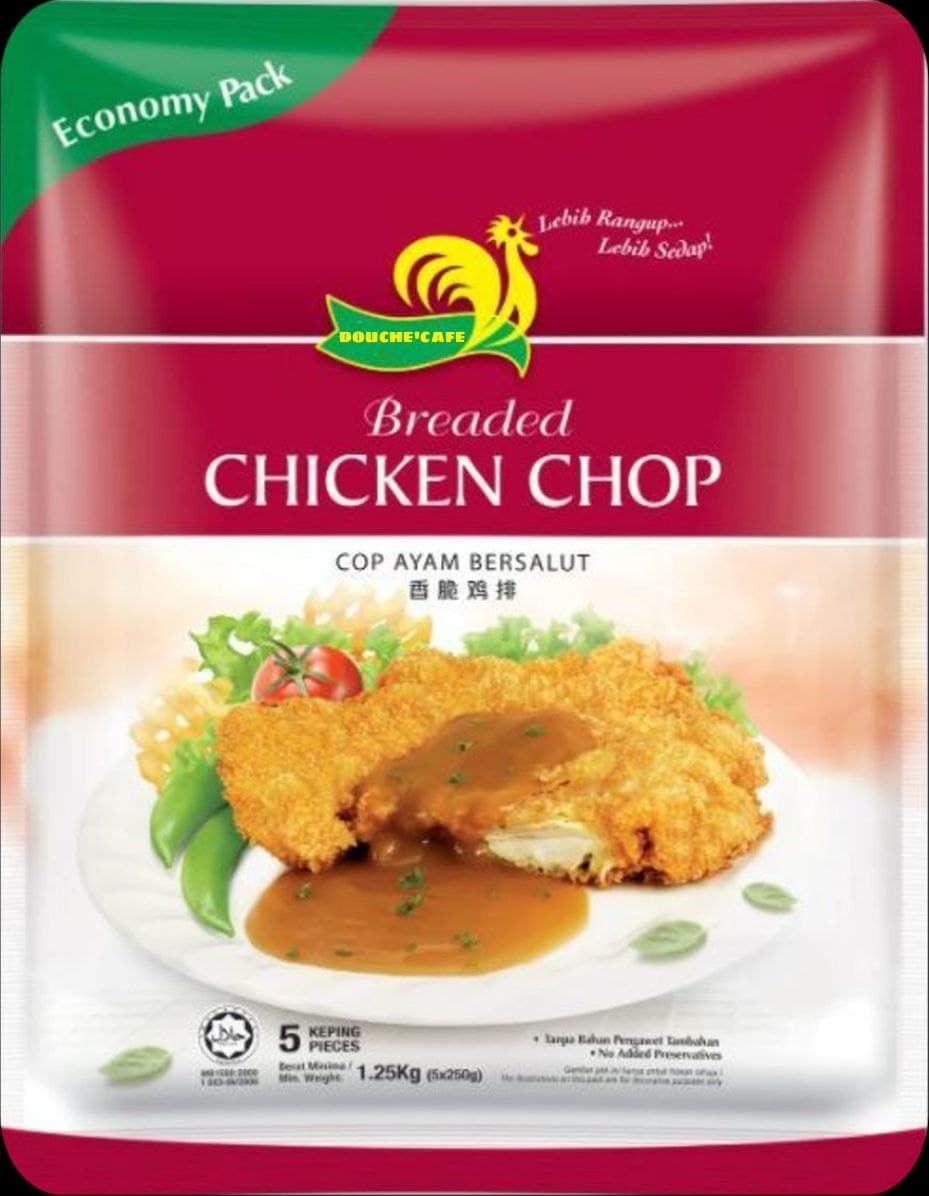 Economy Pack
Lebih Rangup...
Lebih Sedap!
DOUCHE'CAFE
Breaded
CHICKEN CHOP
COP AYAM BERSALUT
香脆鸡排
حلال
5 KEPING
PIECES
Berat Minima /
Min. Weight: 1.25Kg (5x250g)
• Tanpa Bahan Pengawet Tambahan
• No Added Preservatives